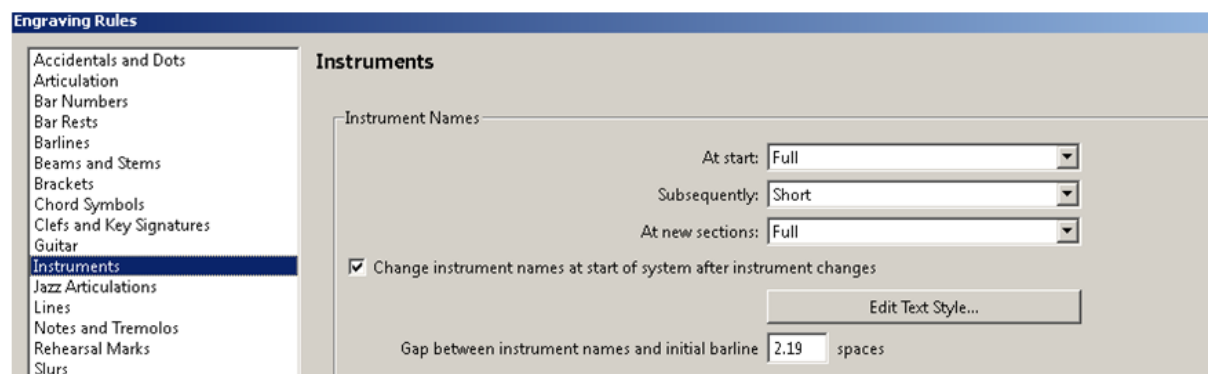 Engraving Rules
Accidentals and Dots
Articulation
Bar Numbers
Bar Rests
Barlines
Beams and Stems
Brackets
Chord Symbols
Clefs and Key Signatures
Guitar
Instruments
Jazz Articulations
Lines
Notes and Tremolos
Rehearsal Marks
Slurs
Instruments
Instrument Names
At start: Full
Subsequently: Short
At new sections: Full
Change instrument names at start of system after instrument changes
Edit Text Style...
Gap between instrument names and initial barline 2.19 spaces